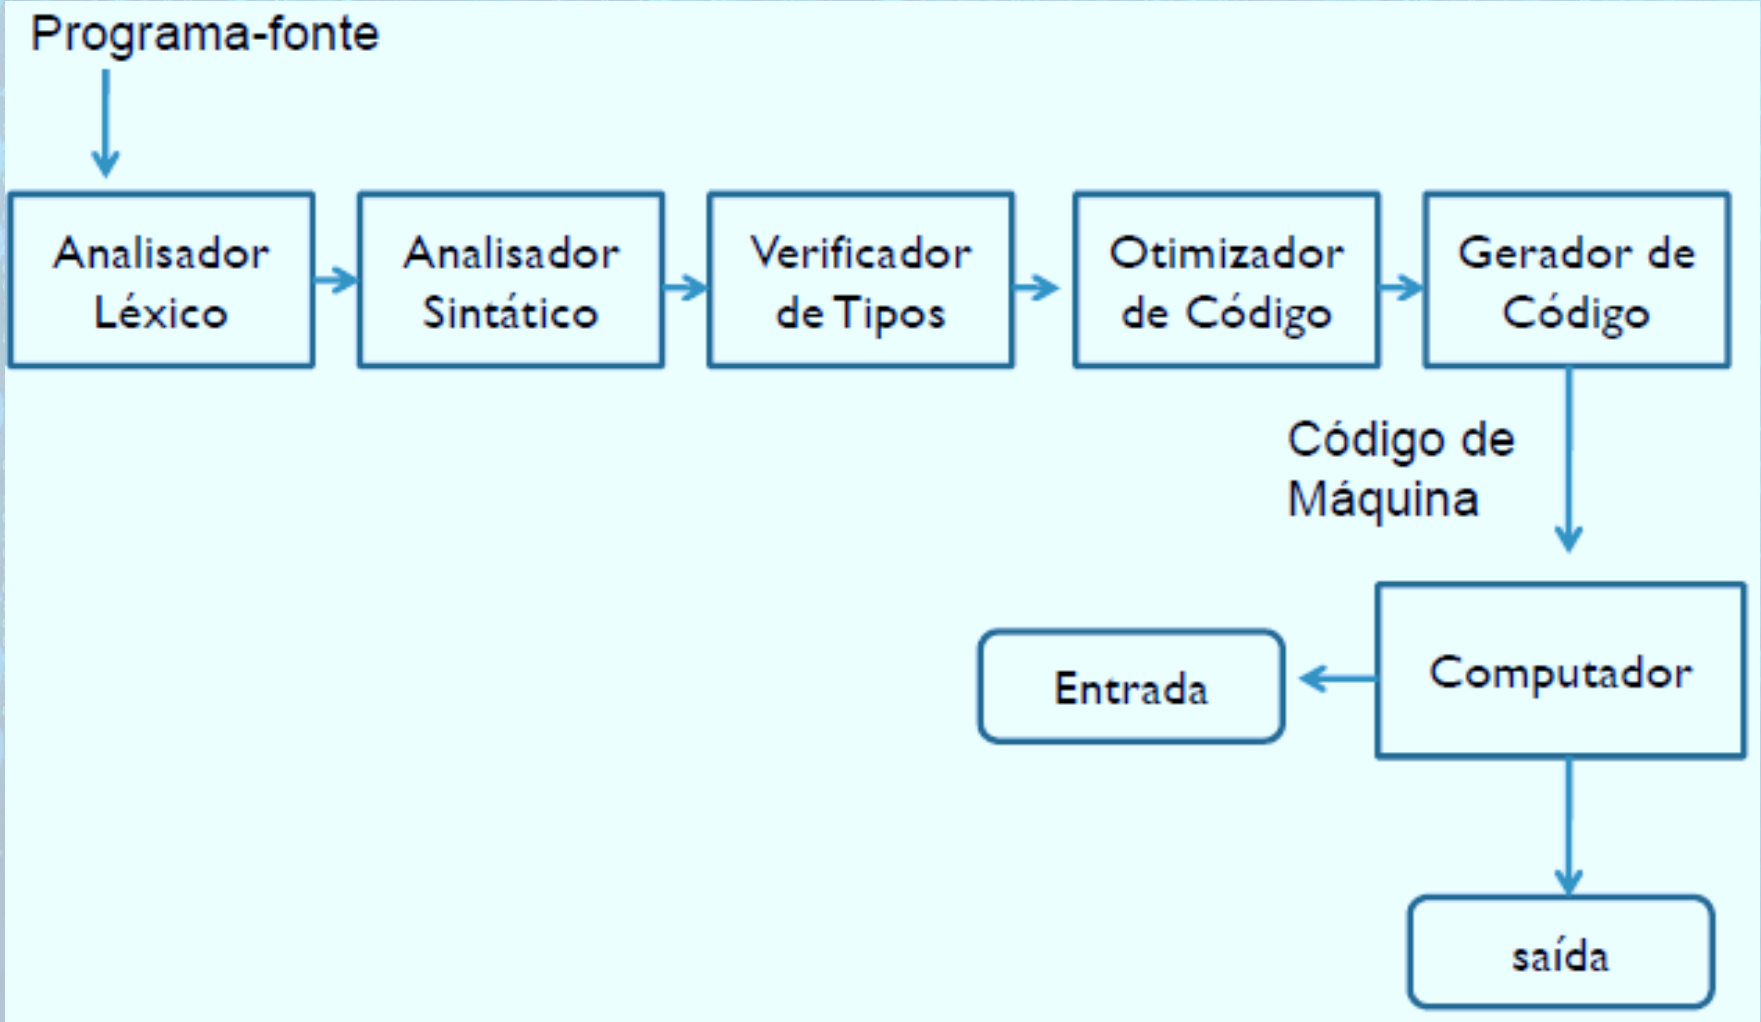 Programa-fonte
Analisador
Léxico
Analisador
Sintático
Verificador
de Tipos
Otimizador
de Código
Gerador de
Código
Código de
Máquina
Entrada
Computador
saída